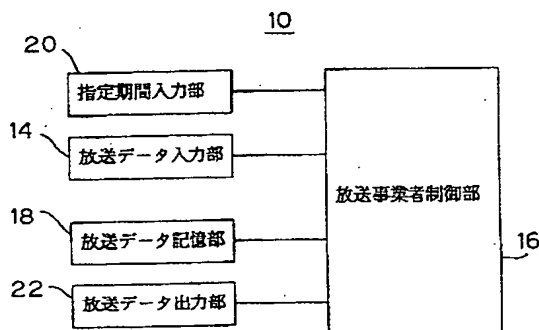 10
20
指定期間入力部
14
放送データ入力部
放送事業者制御部
18
放送データ記憶部
16
22
放送データ出力部